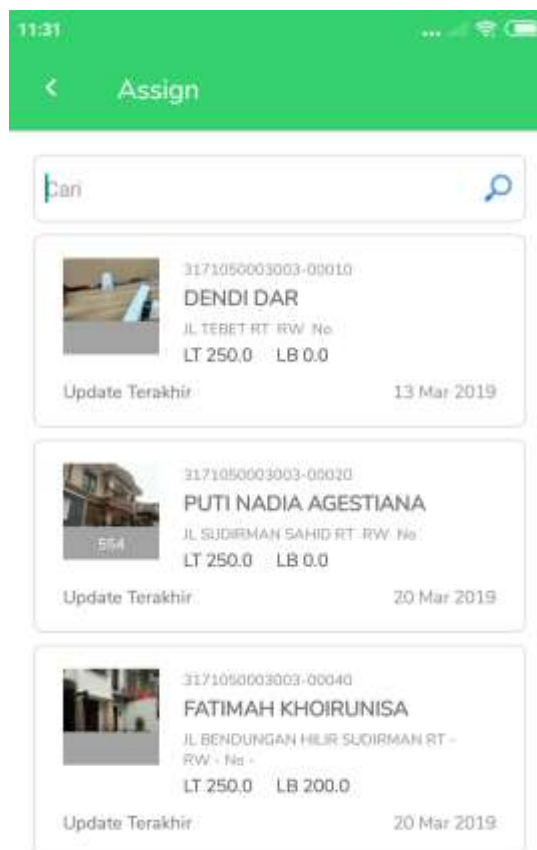 11:31
Assign
Cari
3171050003003-00010
DENDI DAR
JL TEBET RT RW No
LT 250.0 LB 0.0
Update Terakhir 13 Mar 2019
3171050003003-00020
PUTI NADIA AGESTIANA
554
JL SUDIRMAN SAHID RT RW No
LT 250.0 LB 0.0
Update Terakhir 20 Mar 2019
3171050003003-00040
FATIMAH KHOIRUNISA
JL BENDUNGAN HILIR SUDIRMAN RT -
RW - No -
LT 250.0 LB 200.0
Update Terakhir 20 Mar 2019